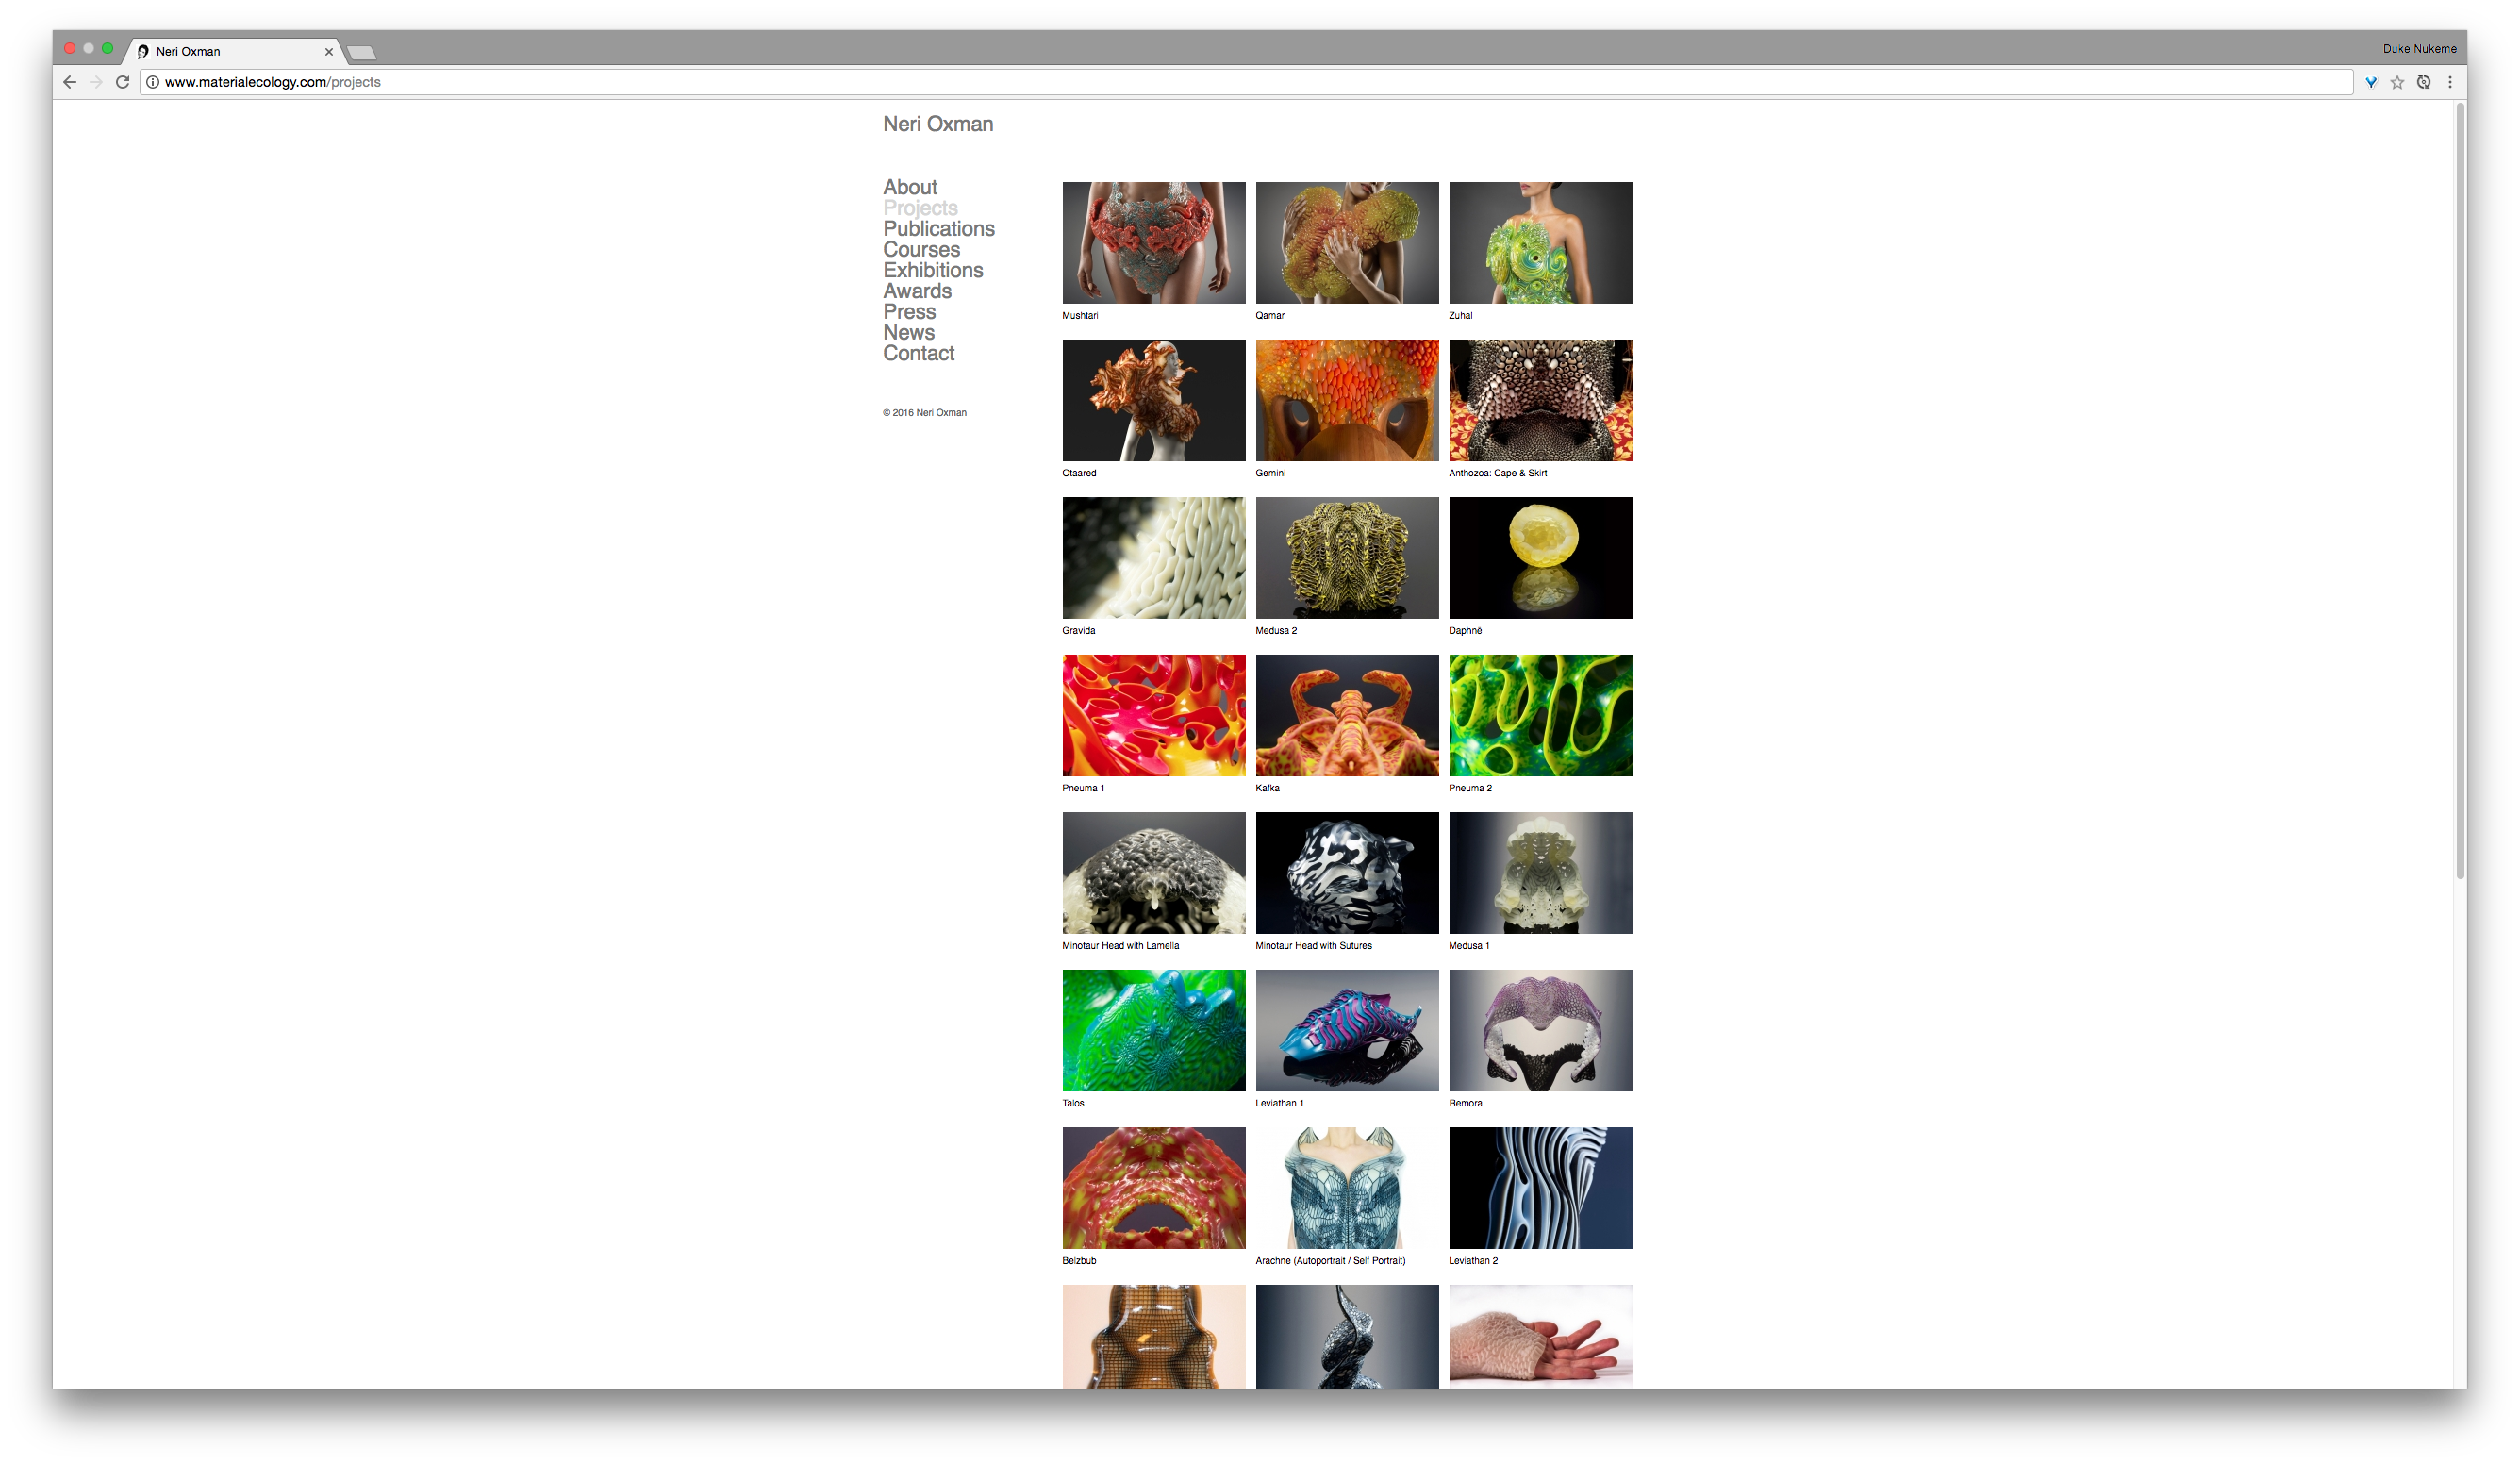 Neri Oxman
Duke Nukeme
www.materialecology.com/projects
Neri Oxman
About
Projects
Publications
Courses
Exhibitions
Awards
Press
News
Contact
© 2016 Neri Oxman
Mushtari
Qamar
Zuhal
Otaared
Gemini
Anthozoa: Cape & Skirt
Gravida
Medusa 2
Daphnè
Pneuma 1
Kafka
Pneuma 2
Minotaur Head with Lamella
Minotaur Head with Sutures
Medusa 1
Talos
Leviathan 1
Remora
Belzbub
Arachne (Autoportrait / Self Portrait)
Leviathan 2